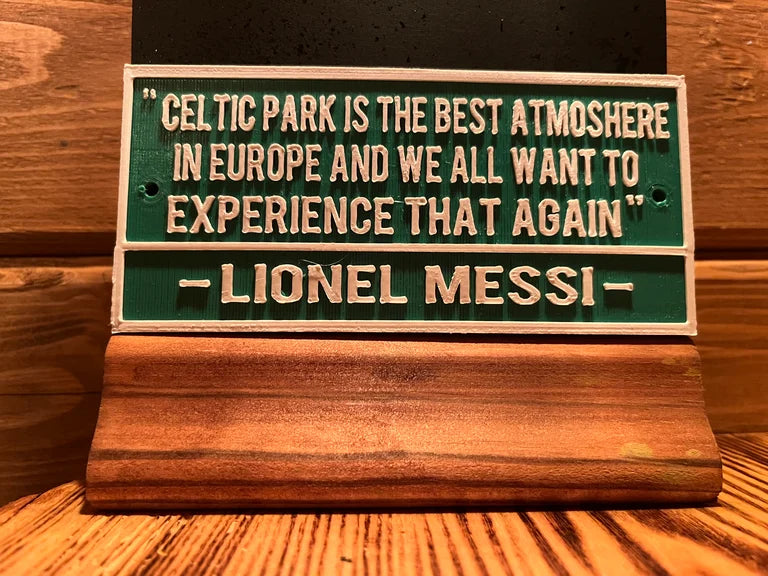 "CELTIC PARK IS THE BEST ATMOSHERE
IN EUROPE AND WE ALL WANT TO
EXPERIENCE THAT AGAIN"
-LIONEL MESSI-